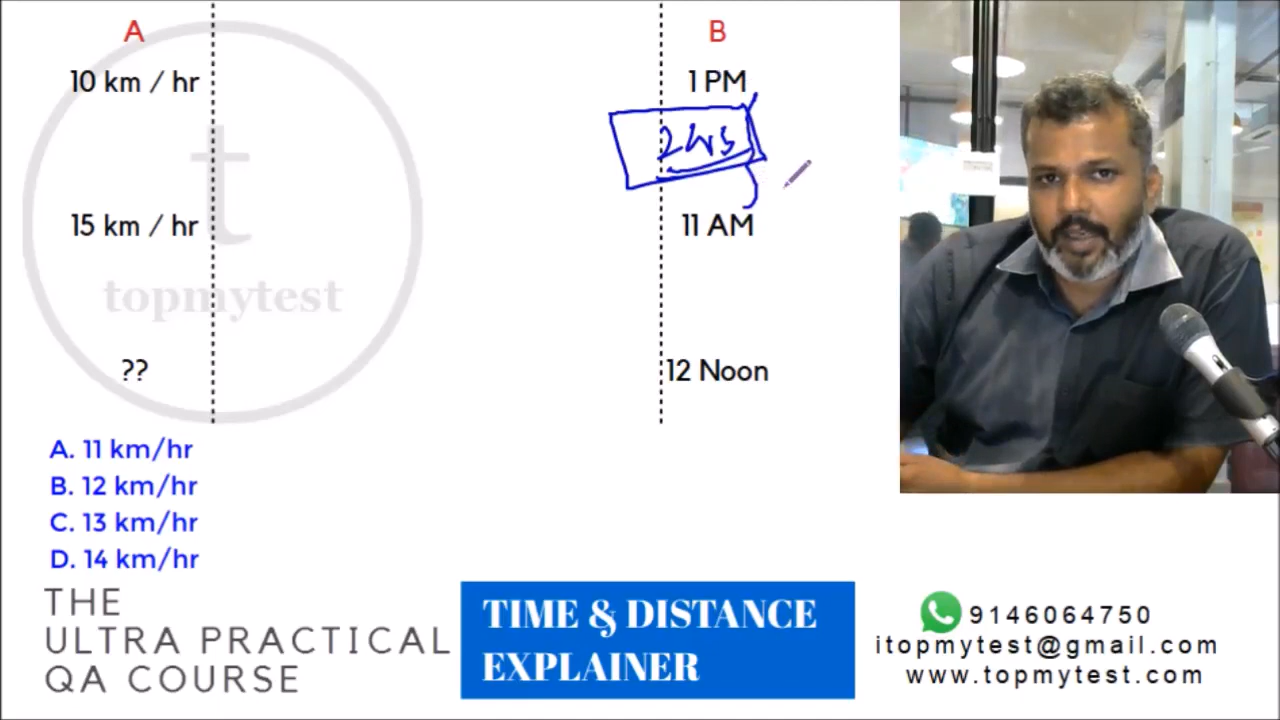 A
B
10 km / hr
1 PM
2 hrs
15 km / hr
11 AM
t
topmytest
??
12 Noon
A. 11 km/hr
B. 12 km/hr
C. 13 km/hr
D. 14 km/hr
THE
ULTRA PRACTICAL
QA COURSE
TIME & DISTANCE
EXPLAINER
9146064750
itopmytest@gmail.com
www.topmytest.com